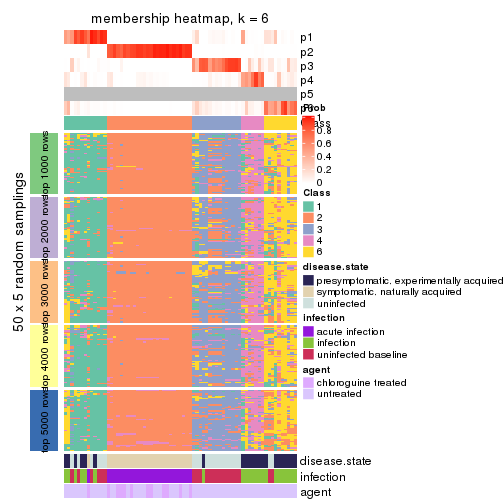 membership heatmap, k = 6
p1
p2
p3
p4
p5
p6
Prob
1
0.8
0.6
0.4
0.2
0
Class
Class
1
2
3
4
6
50 x 5 random samplings
top 1000 rows
top 2000 rows
top 3000 rows
top 4000 rows
top 5000 rows
disease.state
presymptomatic, experimentally acquired
symptomatic, naturally acquired
uninfected
infection
acute infection
infection
uninfected baseline
agent
chloroguine treated
untreated
disease.state
infection
agent